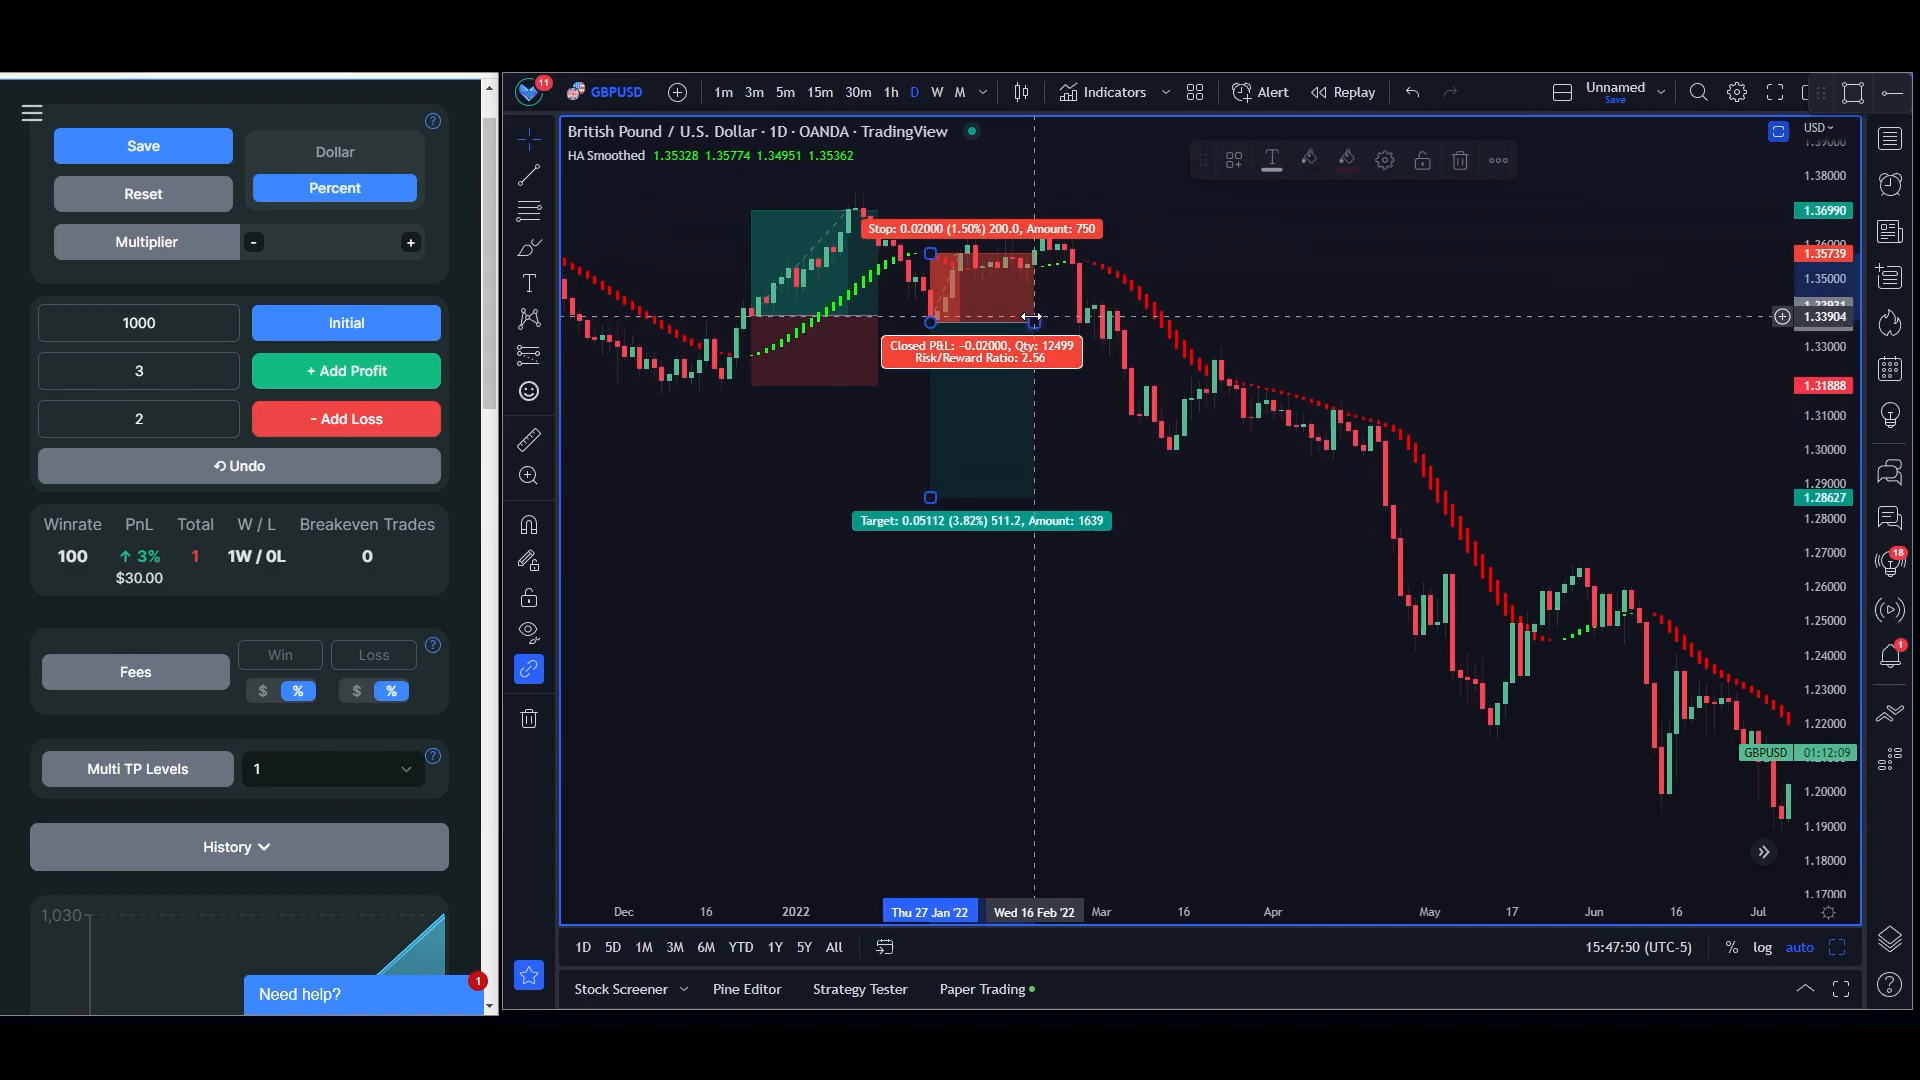 Save
Dollar
Reset
Percent
Multiplier
-
+
1000
Initial
3
+ Add Profit
2
- Add Loss
Undo
Winrate PnL Total W / L Breakeven Trades
100 ↑ 3% 1 1W / 0L 0
$30.00
Fees
Win
Loss
$ %
$ %
Multi TP Levels
1
History
1,030
Need help?
1
11
GBPUSD
1m 3m 5m 15m 30m 1h D W M
Indicators
Alert
Replay
Unnamed
Save
British Pound / U.S. Dollar · 1D · OANDA · TradingView
HA Smoothed 1.35328 1.35774 1.34951 1.35362
Stop: 0.02000 (1.50%) 200.0, Amount: 750
Closed P&L: -0.02000, Qty: 12499
Risk/Reward Ratio: 2.56
Target: 0.05112 (3.82%) 511.2, Amount: 1639
USD
1.39000
1.38000
1.36990
1.36000
1.35739
1.35000
1.33904
1.33000
1.31888
1.31000
1.30000
1.29000
1.28627
1.28000
1.27000
1.26000
1.25000
1.24000
1.23000
1.22000
GBPUSD 01:12:09
1.20000
1.19000
1.18000
1.17000
Dec 16 2022 Thu 27 Jan '22 Wed 16 Feb '22 Mar 16 Apr May 17 Jun 16 Jul
1D 5D 1M 3M 6M YTD 1Y 5Y All
15:47:50 (UTC-5) % log auto
Stock Screener Pine Editor Strategy Tester Paper Trading
18
1